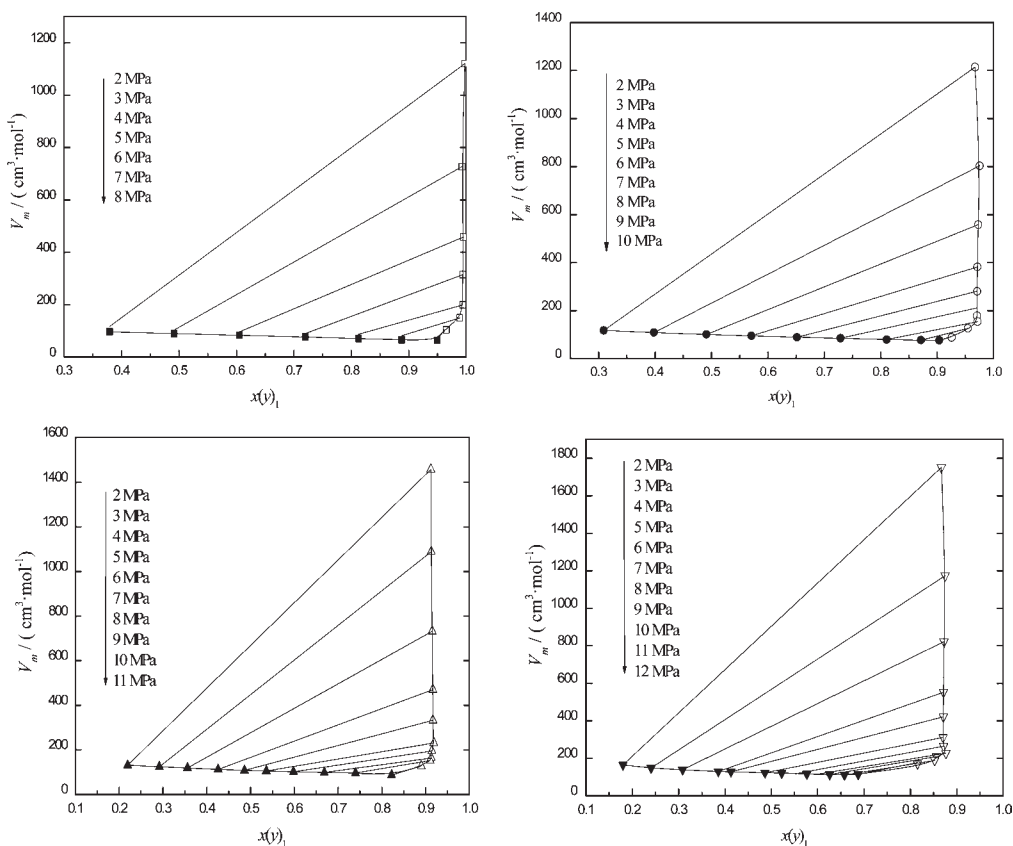 1200
1000
800
600
400
200
0
V_m / ( cm³·mol⁻¹)
2 MPa
3 MPa
4 MPa
5 MPa
6 MPa
7 MPa
8 MPa
0.3 0.4 0.5 0.6 0.7 0.8 0.9 1.0
x(y)₁
1400
1200
1000
800
600
400
200
0
V_m / ( cm³·mol⁻¹)
2 MPa
3 MPa
4 MPa
5 MPa
6 MPa
7 MPa
8 MPa
9 MPa
10 MPa
0.3 0.4 0.5 0.6 0.7 0.8 0.9 1.0
x(y)₁
1600
1400
1200
1000
800
600
400
200
0
V_m / ( cm³·mol⁻¹)
2 MPa
3 MPa
4 MPa
5 MPa
6 MPa
7 MPa
8 MPa
9 MPa
10 MPa
11 MPa
0.1 0.2 0.3 0.4 0.5 0.6 0.7 0.8 0.9 1.0
x(y)₁
1800
1600
1400
1200
1000
800
600
400
200
0
V_m / ( cm³·mol⁻¹)
2 MPa
3 MPa
4 MPa
5 MPa
6 MPa
7 MPa
8 MPa
9 MPa
10 MPa
11 MPa
12 MPa
0.1 0.2 0.3 0.4 0.5 0.6 0.7 0.8 0.9 1.0
x(y)₁